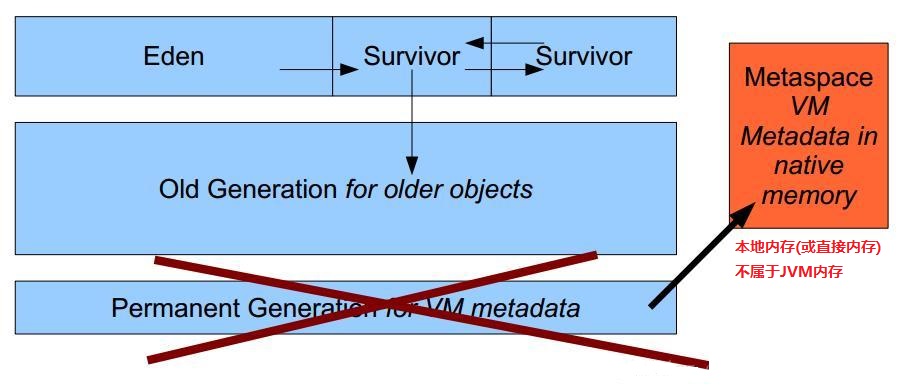 Eden
Survivor
Survivor
Old Generation for older objects
Permanent Generation for VM metadata
Metaspace
VM
Metadata in
native
memory
本地内存(或直接内存)
不属于JVM内存